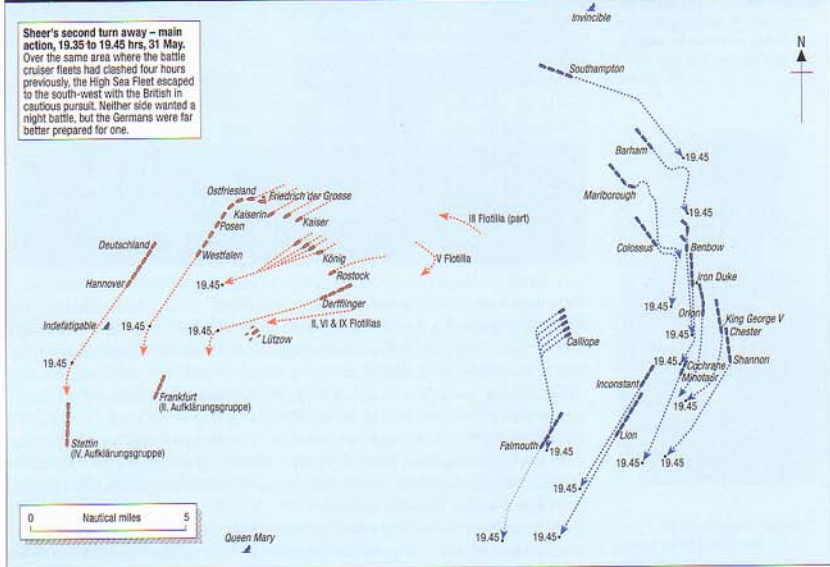 Sheer's second turn away – main
action, 19.35 to 19.45 hrs, 31 May.
Over the same area where the battle
cruiser fleets had clashed four hours
previously, the High Sea Fleet escaped
to the south-west with the British in
cautious pursuit. Neither side wanted a
night battle, but the Germans were far
better prepared for one.
Invincible
N
Southampton
Barham
19.45
Marlborough
Ostfriesland
Friedrich der Grosse
Kaiserin
Kaiser
Posen
III Flotilla (part)
19.45
Deutschland
Westfalen
König
V Flotilla
Colossus
Benbow
Rostock
Hannover
19.45
Iron Duke
Derfflinger
19.45
Orion
King George V
Chester
Indefatigable
19.45
19.45
II, VI & IX Flotillas
Lützow
Calliope
19.45
19.45
19.45
Cochrane
Shannon
Inconstant
Minotaur
Frankfurt
(II. Aufklärungsgruppe)
19.45
Stettin
(IV. Aufklärungsgruppe)
Falmouth
19.45
Lion
19.45
19.45
19.45
0
Nautical miles
5
Queen Mary
19.45
19.45